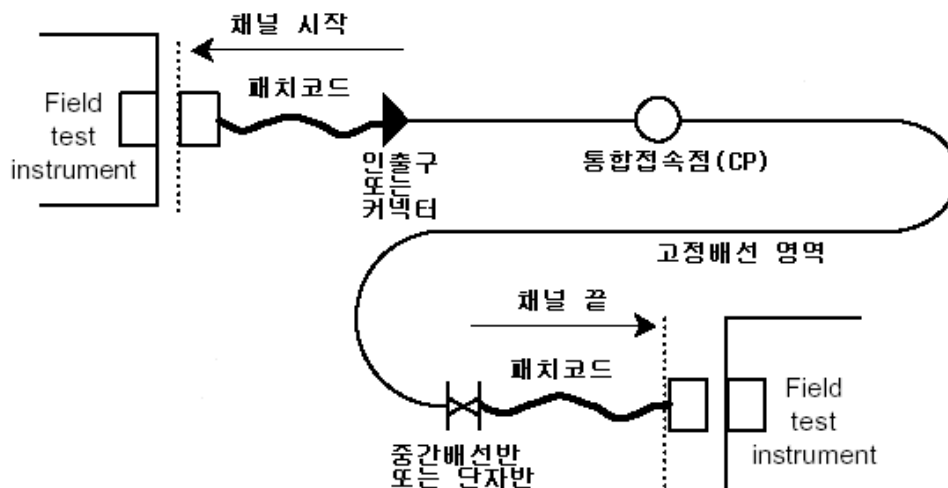 채널 시작
패치코드
Field
test
instrument
인출구
또는
커넥터
통합접속점(CP)
고정배선 영역
채널 끝
패치코드
Field
test
instrument
중간배선반
또는 단자반